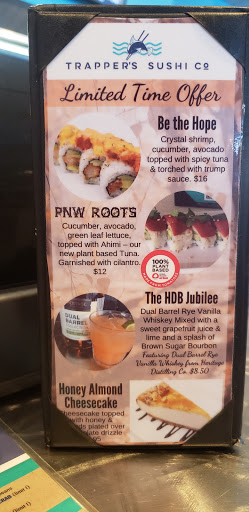 TRAPPER'S SUSHI CO
Limited Time Offer
Be the Hope
Crystal shrimp,
cucumber, avocado
topped with spicy tuna
& torched with trump
sauce. $16
PNW ROOTS
Cucumber, avocado,
green leaf lettuce,
topped with Ahimi – our
new plant based Tuna.
Garnished with cilantro.
$12
100%
PLANT
BASED
The HDB Jubilee
Dual Barrel Rye Vanilla
Whiskey Mixed with a
sweet grapefruit juice &
lime and a splash of
Brown Sugar Bourbon
Featuring Dual Barrel Rye
Vanilla Whiskey from Heritage
Distilling Co. $8.50
DUAL
BARREL
Honey Almond
Cheesecake
cheesecake topped
with honey &
plated over
drizzle